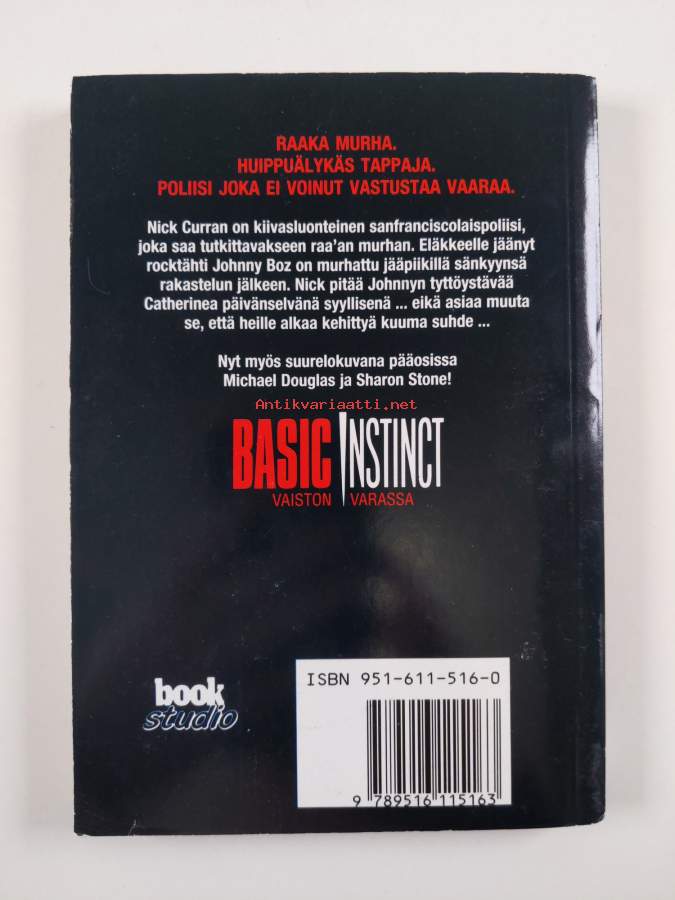 RAAKA MURHA.
HUIPPUÄLYKÄS TAPPAJA.
POLIISI JOKA EI VOINUT VASTUSTAA VAARAA.
Nick Curran on kiivasluonteinen sanfranciscolaispoliisi,
joka saa tutkittavakseen raa'an murhan. Eläkkeelle jäänyt
rocktähti Johnny Boz on murhattu jääpiikillä sänkyynsä
rakastelun jälkeen. Nick pitää Johnnyn tyttöystävää
Catherinea päivänselvänä syyllisenä ... eikä asiaa muuta
se, että heille alkaa kehittyä kuuma suhde ...
Nyt myös suurelokuvana pääosissa
Michael Douglas ja Sharon Stone!
Antikvariaatti.net
BASIC INSTINCT
VAISTON VARASSA
ISBN 951-611-516-0
book
studio
9 789516 115163